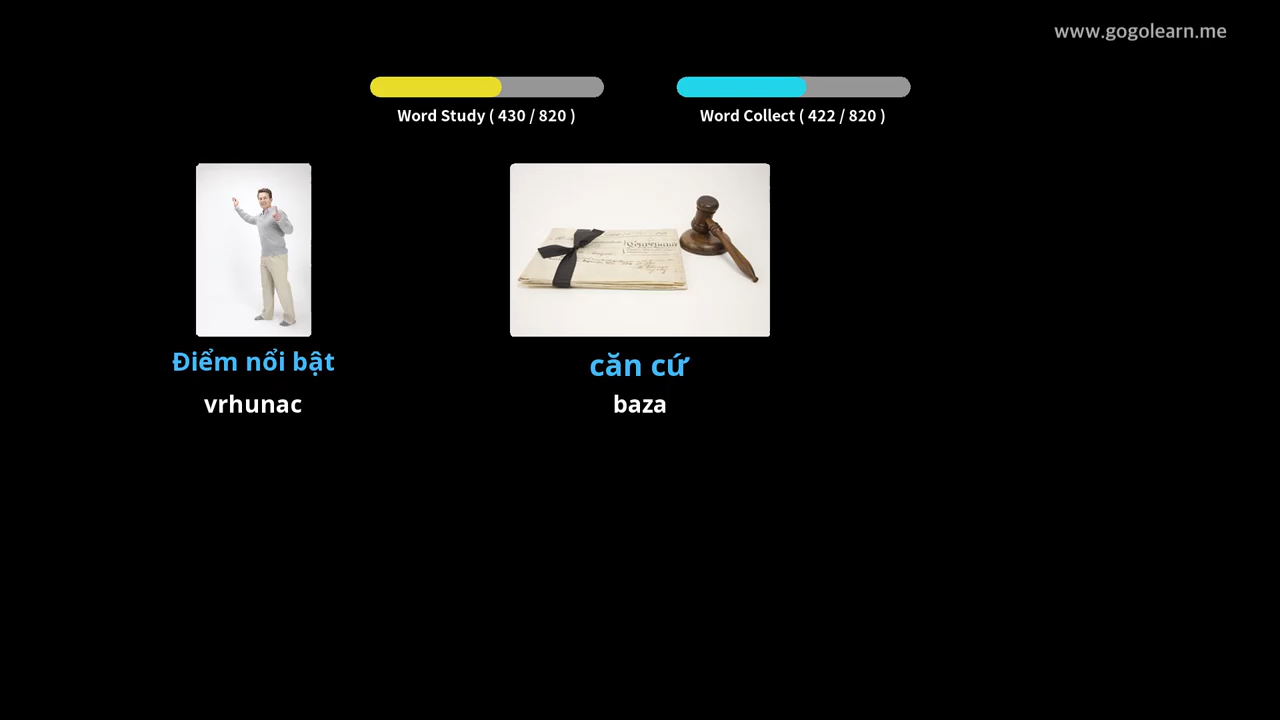 www.gogolearn.me
Word Study ( 430 / 820 )
Word Collect ( 422 / 820 )
Điểm nổi bật
căn cứ
vrhunac
baza